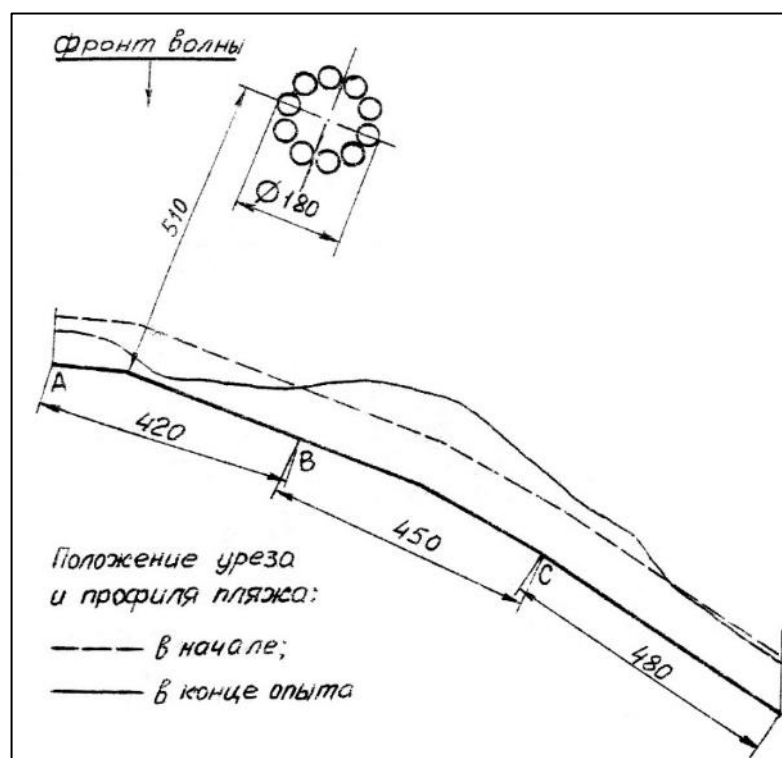 фронт волны
510
Ø180
A
420
B
450
C
480
Положение уреза
и профиля пляжа:
в начале;
в конце опыта